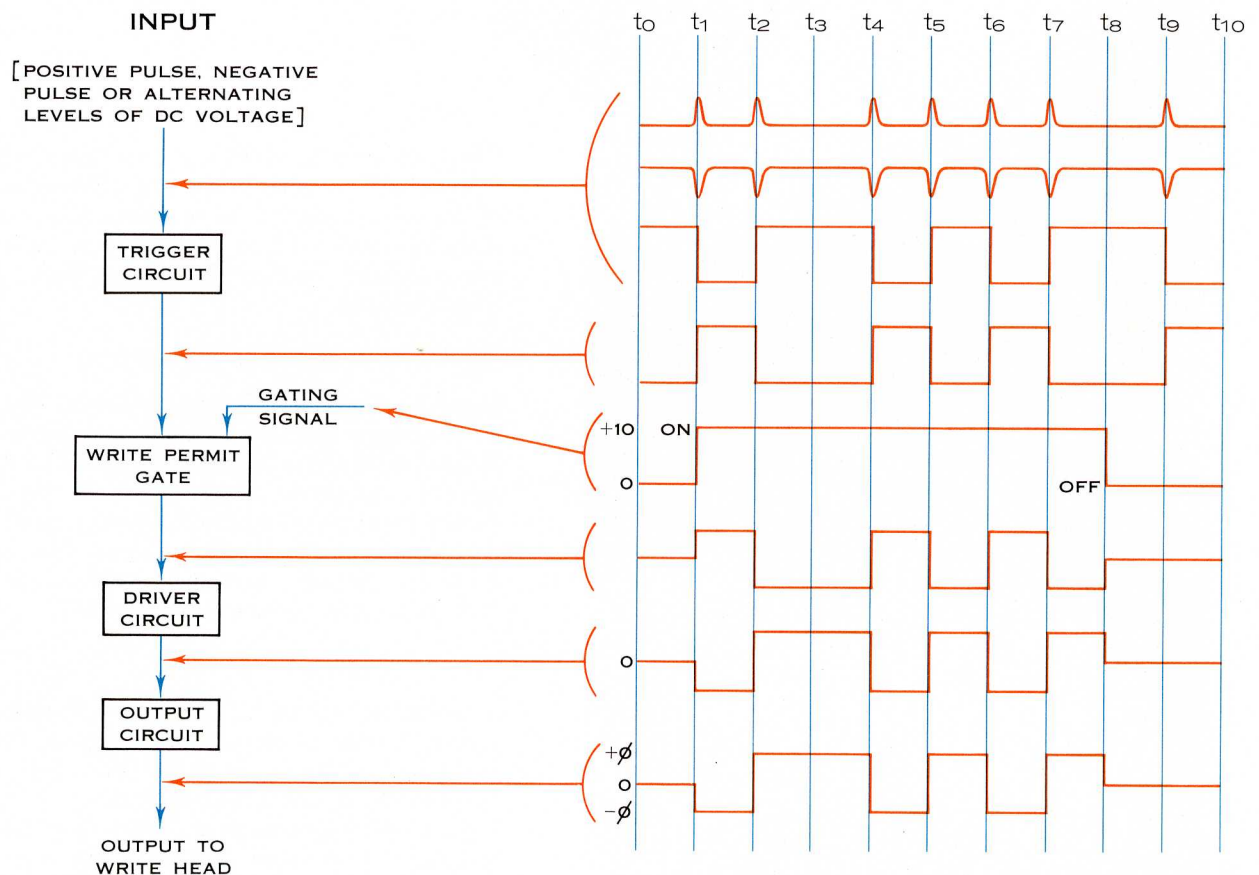 INPUT
[POSITIVE PULSE, NEGATIVE
PULSE OR ALTERNATING
LEVELS OF DC VOLTAGE]
t0 t1 t2 t3 t4 t5 t6 t7 t8 t9 t10
TRIGGER
CIRCUIT
GATING
SIGNAL
+10 ON
0
OFF
WRITE PERMIT
GATE
DRIVER
CIRCUIT
0
OUTPUT
CIRCUIT
+ø
0
-ø
OUTPUT TO
WRITE HEAD